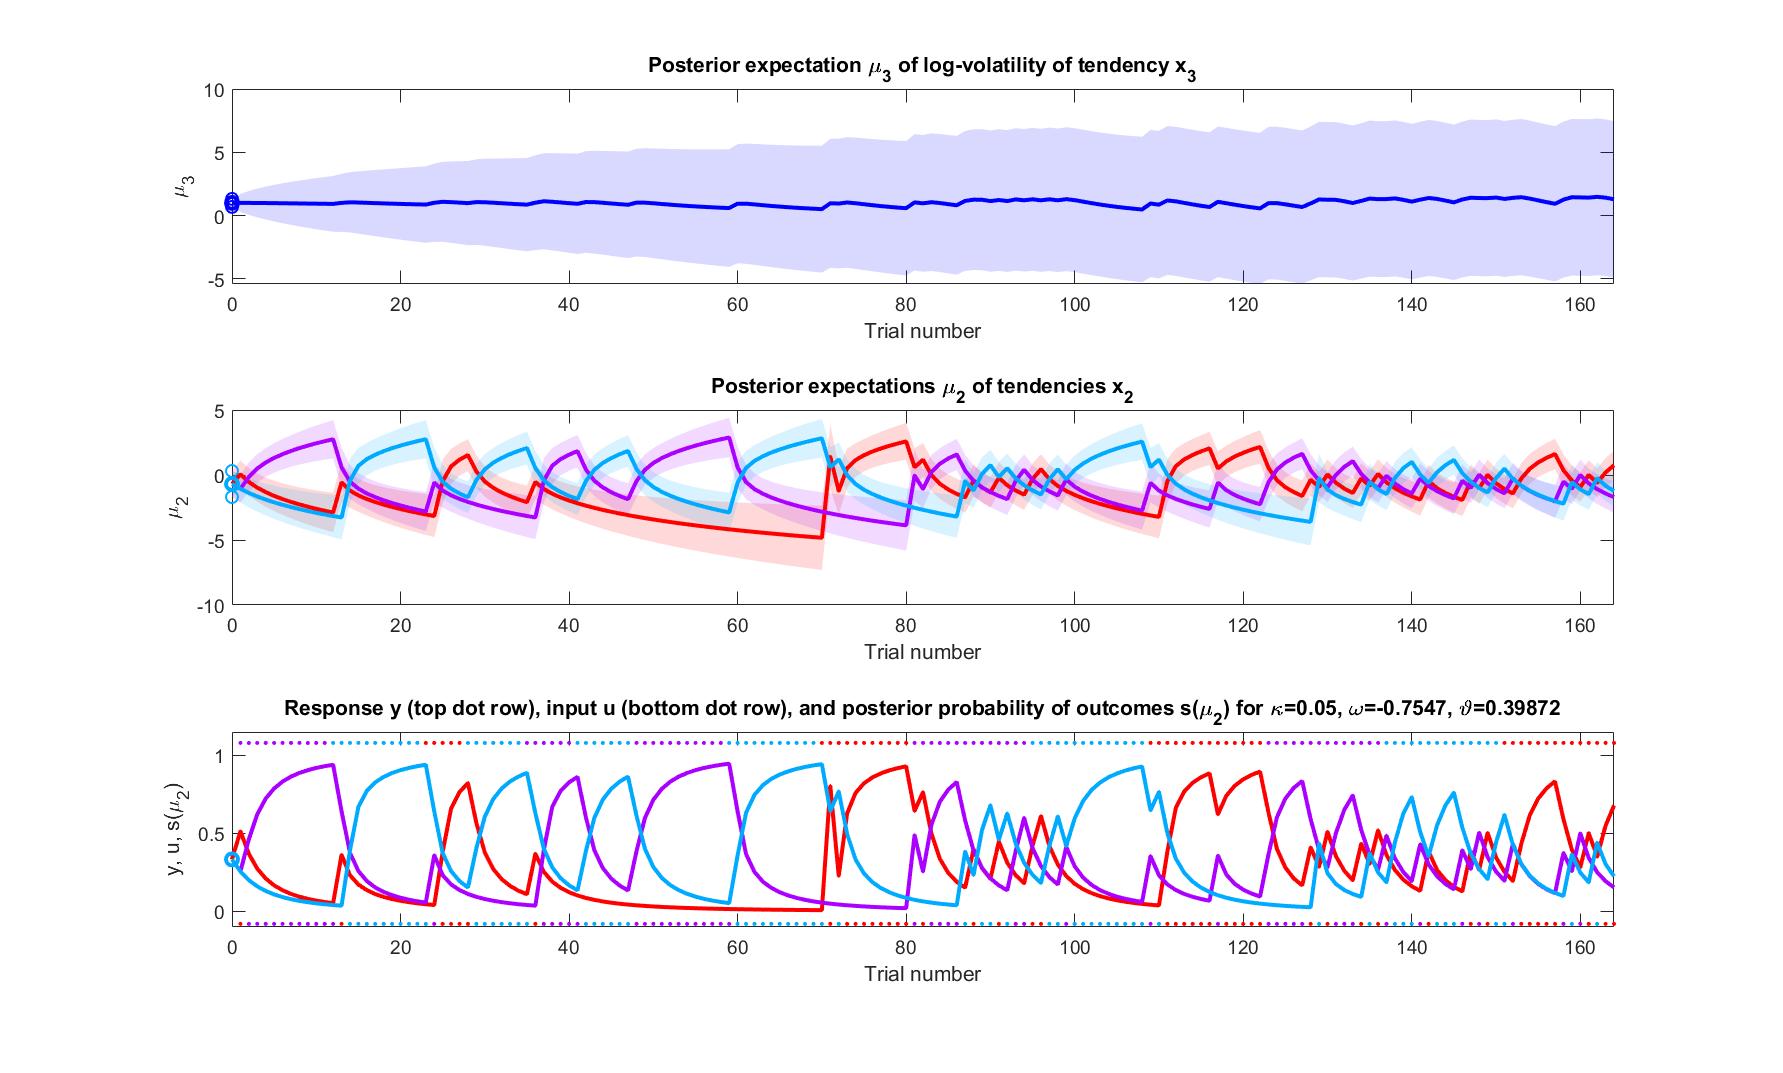 Posterior expectation μ3 of log-volatility of tendency x3
10
5
0
-5
μ3
0 20 40 60 80 100 120 140 160
Trial number
Posterior expectations μ2 of tendencies x2
5
0
-5
-10
μ2
0 20 40 60 80 100 120 140 160
Trial number
Response y (top dot row), input u (bottom dot row), and posterior probability of outcomes s(μ2) for κ=0.05, ω=-0.7547, ϑ=0.39872
1
0.5
0
y, u, s(μ2)
0 20 40 60 80 100 120 140 160
Trial number